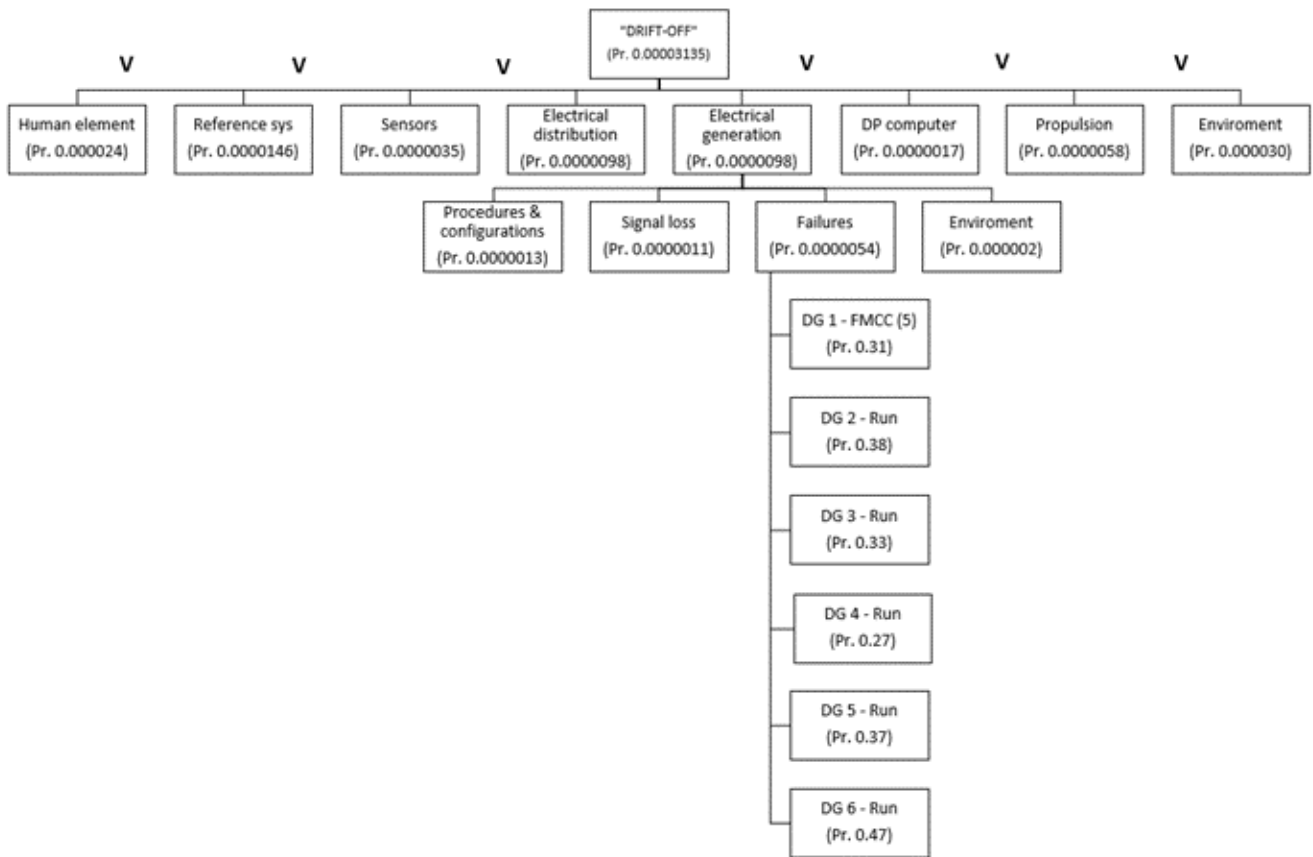 "DRIFT-OFF"
(Pr. 0.00003135)
V V V V V V
Human element
(Pr. 0.000024)
Reference sys
(Pr. 0.0000146)
Sensors
(Pr. 0.0000035)
Electrical
distribution
(Pr. 0.0000098)
Electrical
generation
(Pr. 0.0000098)
DP computer
(Pr. 0.0000017)
Propulsion
(Pr. 0.0000058)
Enviroment
(Pr. 0.000030)
Procedures &
configurations
(Pr. 0.0000013)
Signal loss
(Pr. 0.0000011)
Failures
(Pr. 0.0000054)
Enviroment
(Pr. 0.000002)
DG 1 - FMCC (5)
(Pr. 0.31)
DG 2 - Run
(Pr. 0.38)
DG 3 - Run
(Pr. 0.33)
DG 4 - Run
(Pr. 0.27)
DG 5 - Run
(Pr. 0.37)
DG 6 - Run
(Pr. 0.47)